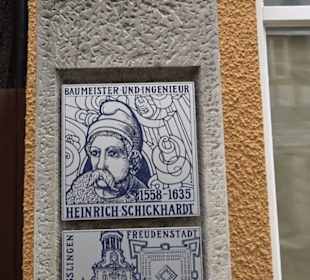 BAUMEISTER UND INGENIEUR
1558–1635
HEINRICH SCHICKHARDT
FREUDENSTADT